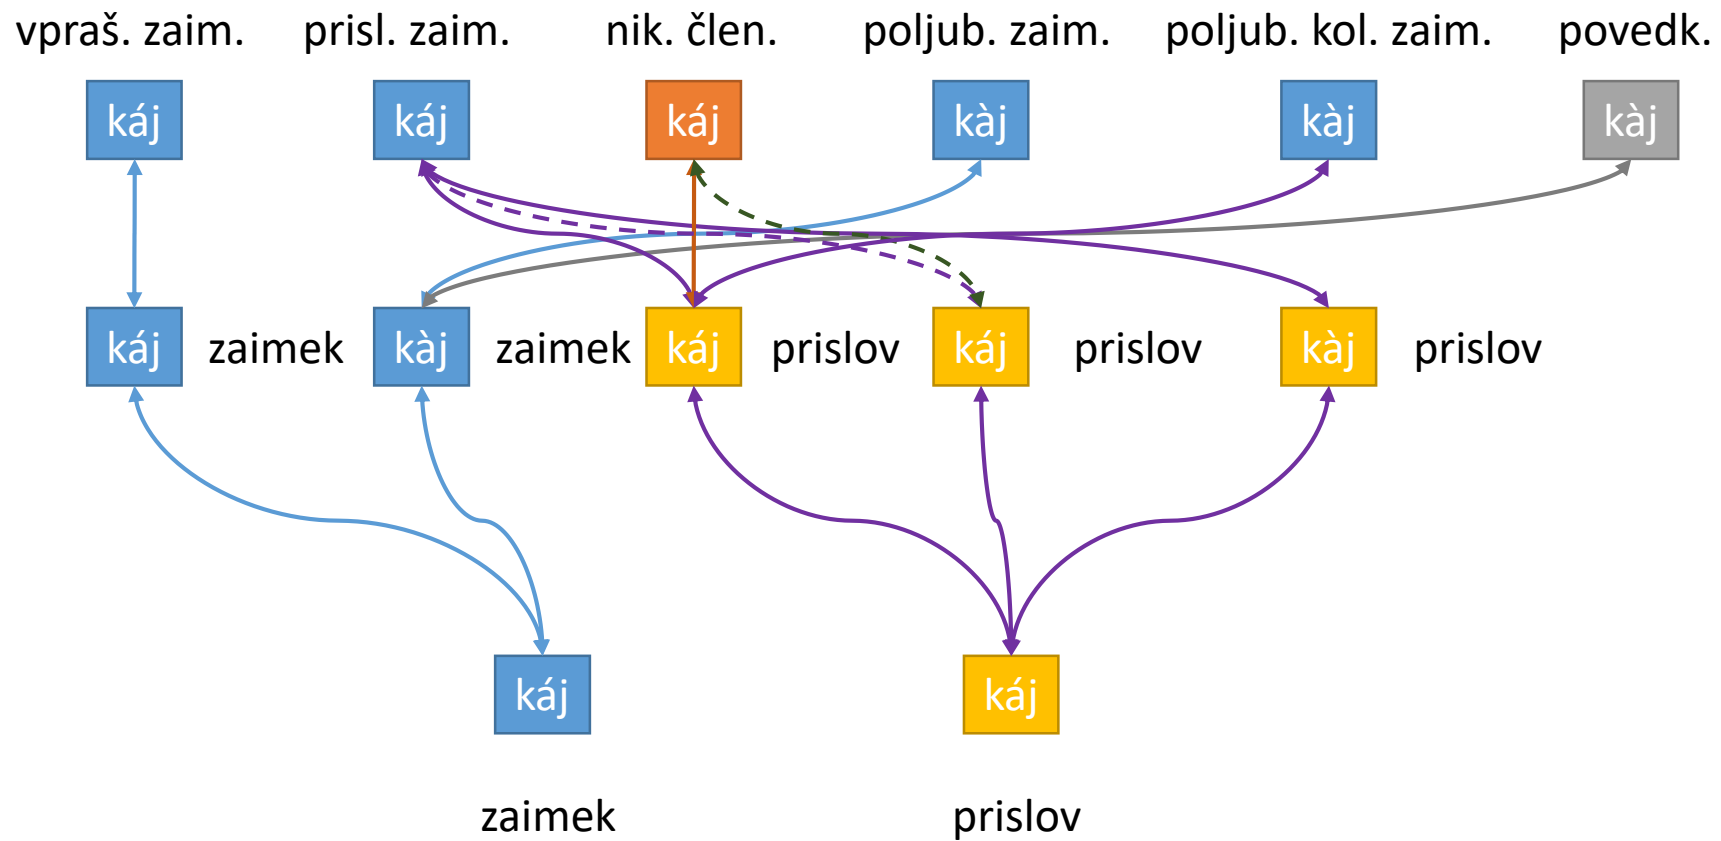 vpraš. zaim. prisl. zaim. nik. člen. poljub. zaim. poljub. kol. zaim. povedk.
káj káj káj kàj kàj kàj
káj zaimek kàj zaimek káj prislov káj prislov kàj prislov
káj káj
zaimek prislov